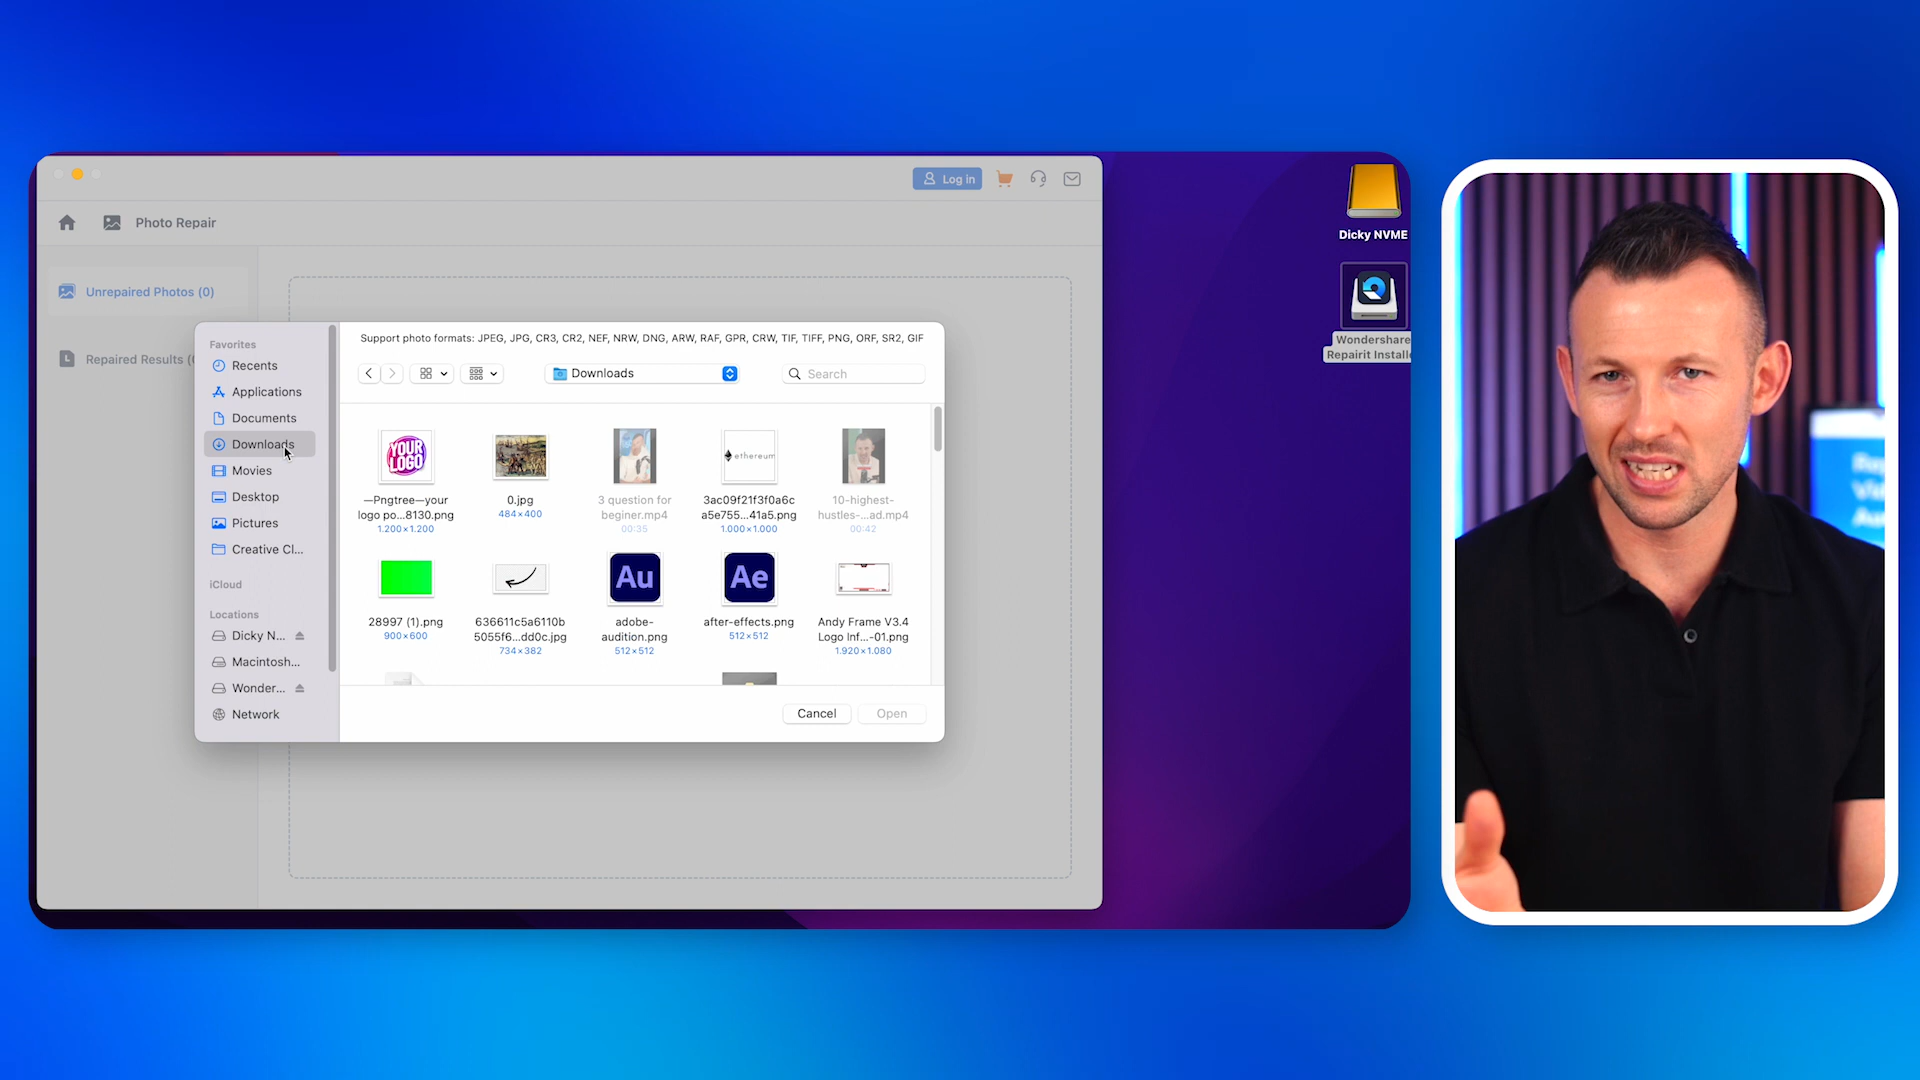 Log in
Photo Repair
Unrepaired Photos (0)
Repaired Results (
Favorites
Recents
Applications
Documents
Downloads
Movies
Desktop
Pictures
Creative Cl...
iCloud
Locations
Dicky N...
Macintosh...
Wonder...
Network
Support photo formats: JPEG, JPG, CR3, CR2, NEF, NRW, DNG, ARW, RAF, GPR, CRW, TIF, TIFF, PNG, ORF, SR2, GIF
Downloads
Search
YOUR
LOGO
ethereum
—Pngtree—your
logo po...8130.png
1.200×1.200
0.jpg
484×400
3 question for
beginer.mp4
00:35
3ac09f21f3f0a6c
a5e755...41a5.png
1.000×1.000
10-highest-
hustles-...ad.mp4
00:42
Au
Ae
28997 (1).png
900×600
636611c5a6110b
5055f6...dd0c.jpg
734×382
adobe-
audition.png
512×512
after-effects.png
512×512
Andy Frame V3.4
Logo Inf...-01.png
1.920×1.080
Cancel
Open
Dicky NVME
Wondershare
Repairit Installe